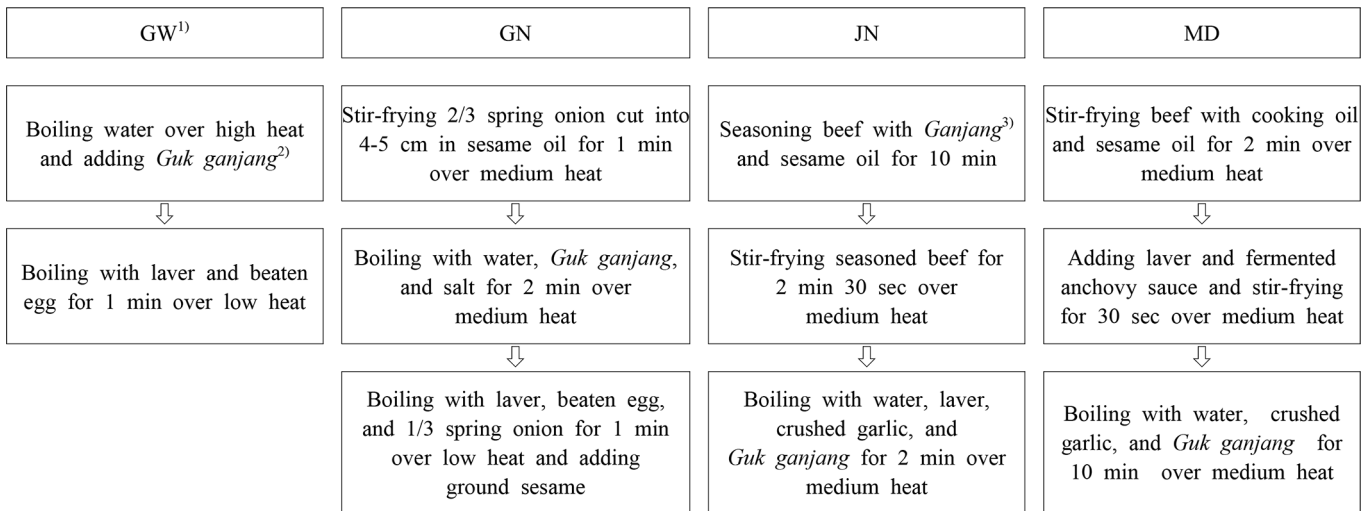 GW1)
Boiling water over high heat
and adding Guk ganjang2)
Boiling with laver and beaten
egg for 1 min over low heat
GN
Stir-frying 2/3 spring onion cut into
4-5 cm in sesame oil for 1 min
over medium heat
Boiling with water, Guk ganjang,
and salt for 2 min over
medium heat
Boiling with laver, beaten egg,
and 1/3 spring onion for 1 min
over low heat and adding
ground sesame
JN
Seasoning beef with Ganjang3)
and sesame oil for 10 min
Stir-frying seasoned beef for
2 min 30 sec over
medium heat
Boiling with water, laver,
crushed garlic, and
Guk ganjang for 2 min over
medium heat
MD
Stir-frying beef with cooking oil
and sesame oil for 2 min over
medium heat
Adding laver and fermented
anchovy sauce and stir-frying
for 30 sec over medium heat
Boiling with water, crushed
garlic, and Guk ganjang for
10 min over medium heat